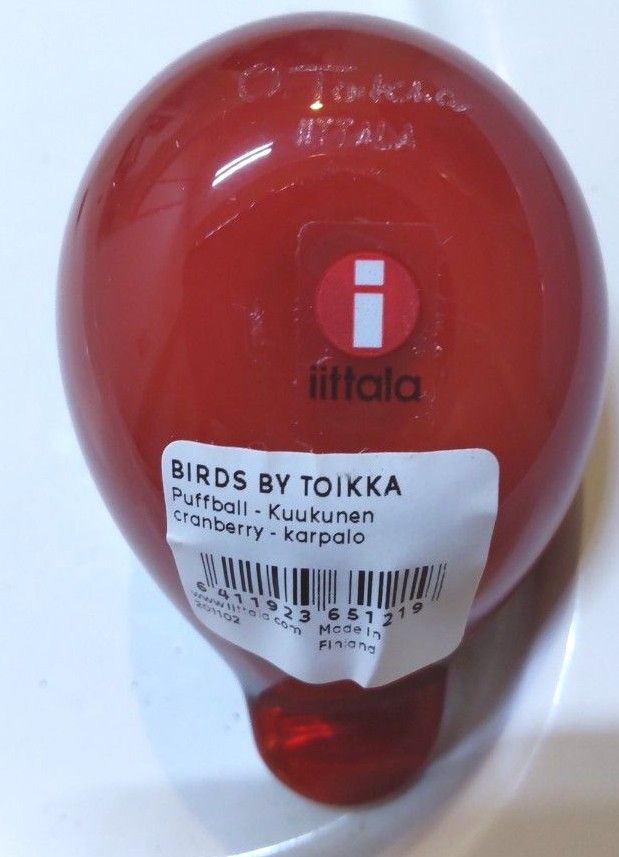 O. Toikka
IITTALA
i
iittala
BIRDS BY TOIKKA
Puffball - Kuukunen
cranberry - karpalo
6 411923 651219
www.iittala.com
201102
Made in
Finland